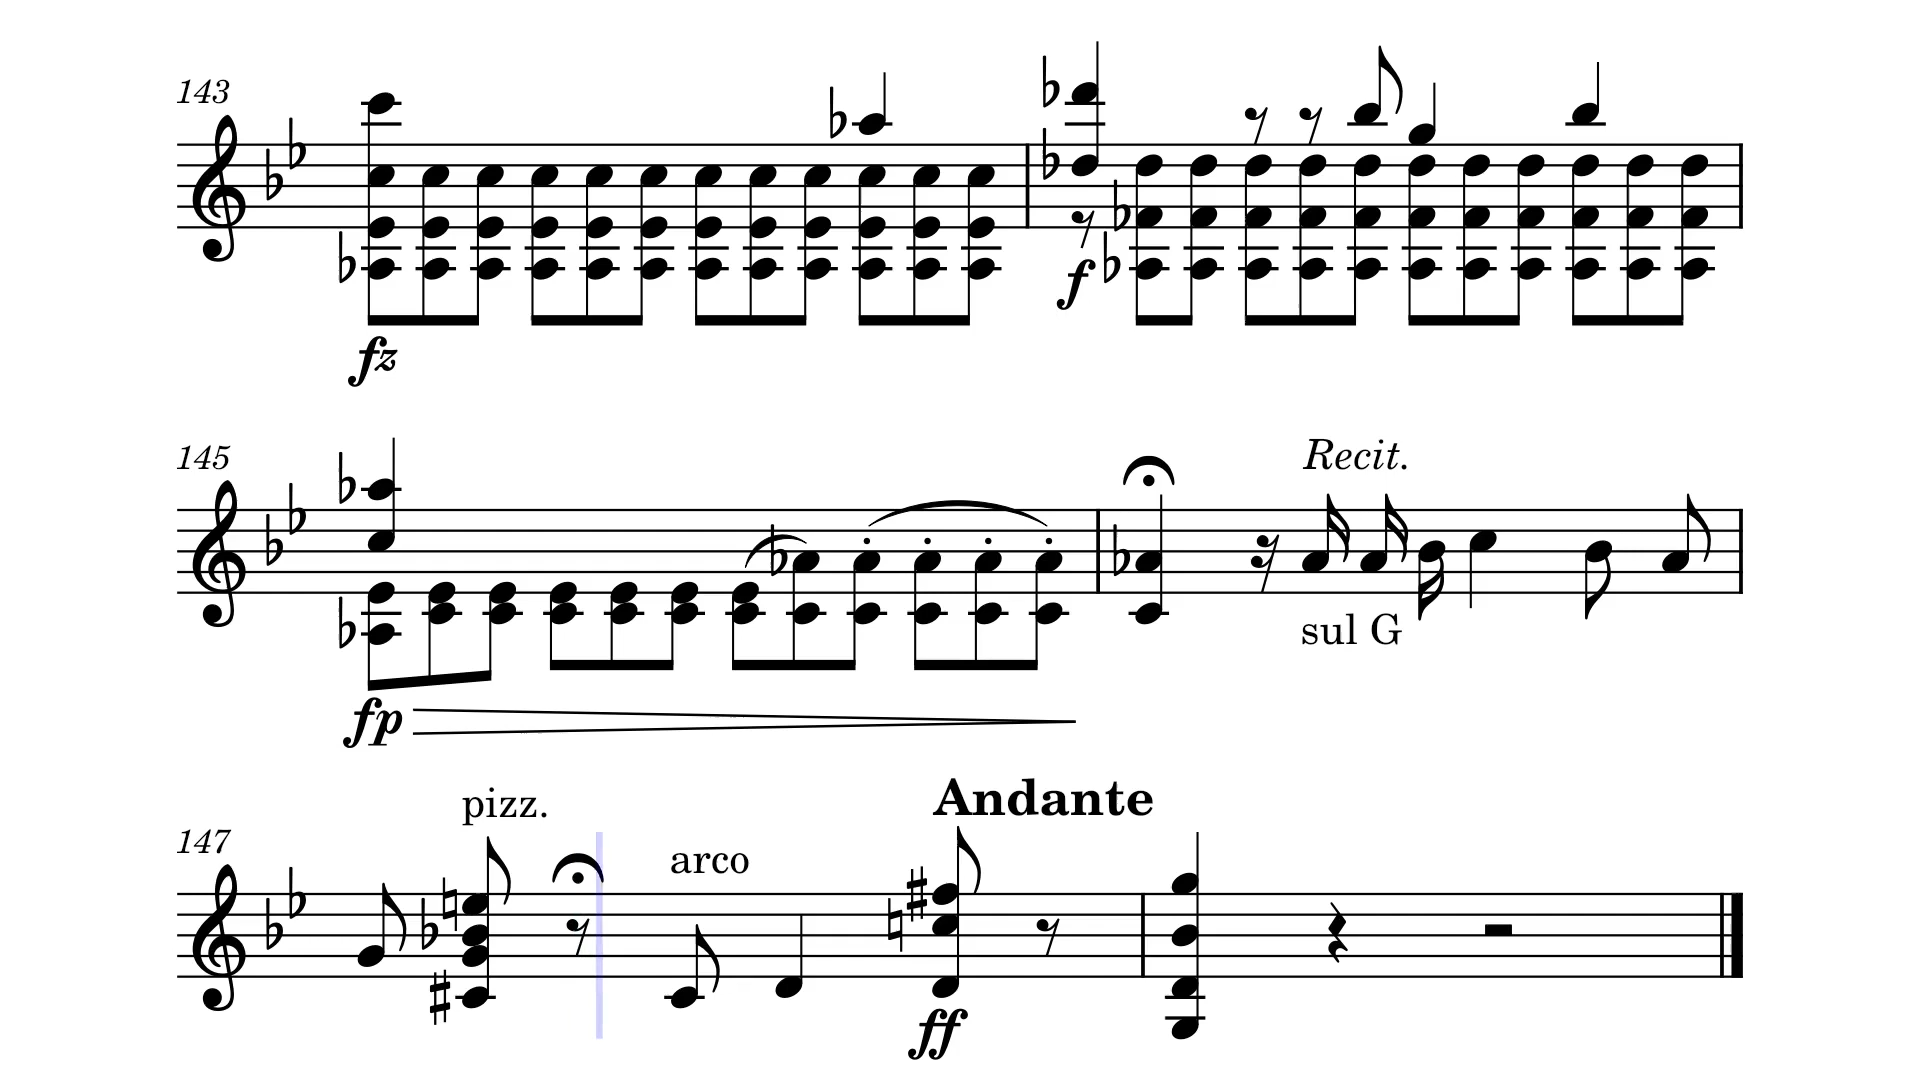 143
fz
f
145
Recit.
sul G
fp
147
pizz.
arco
Andante
ff